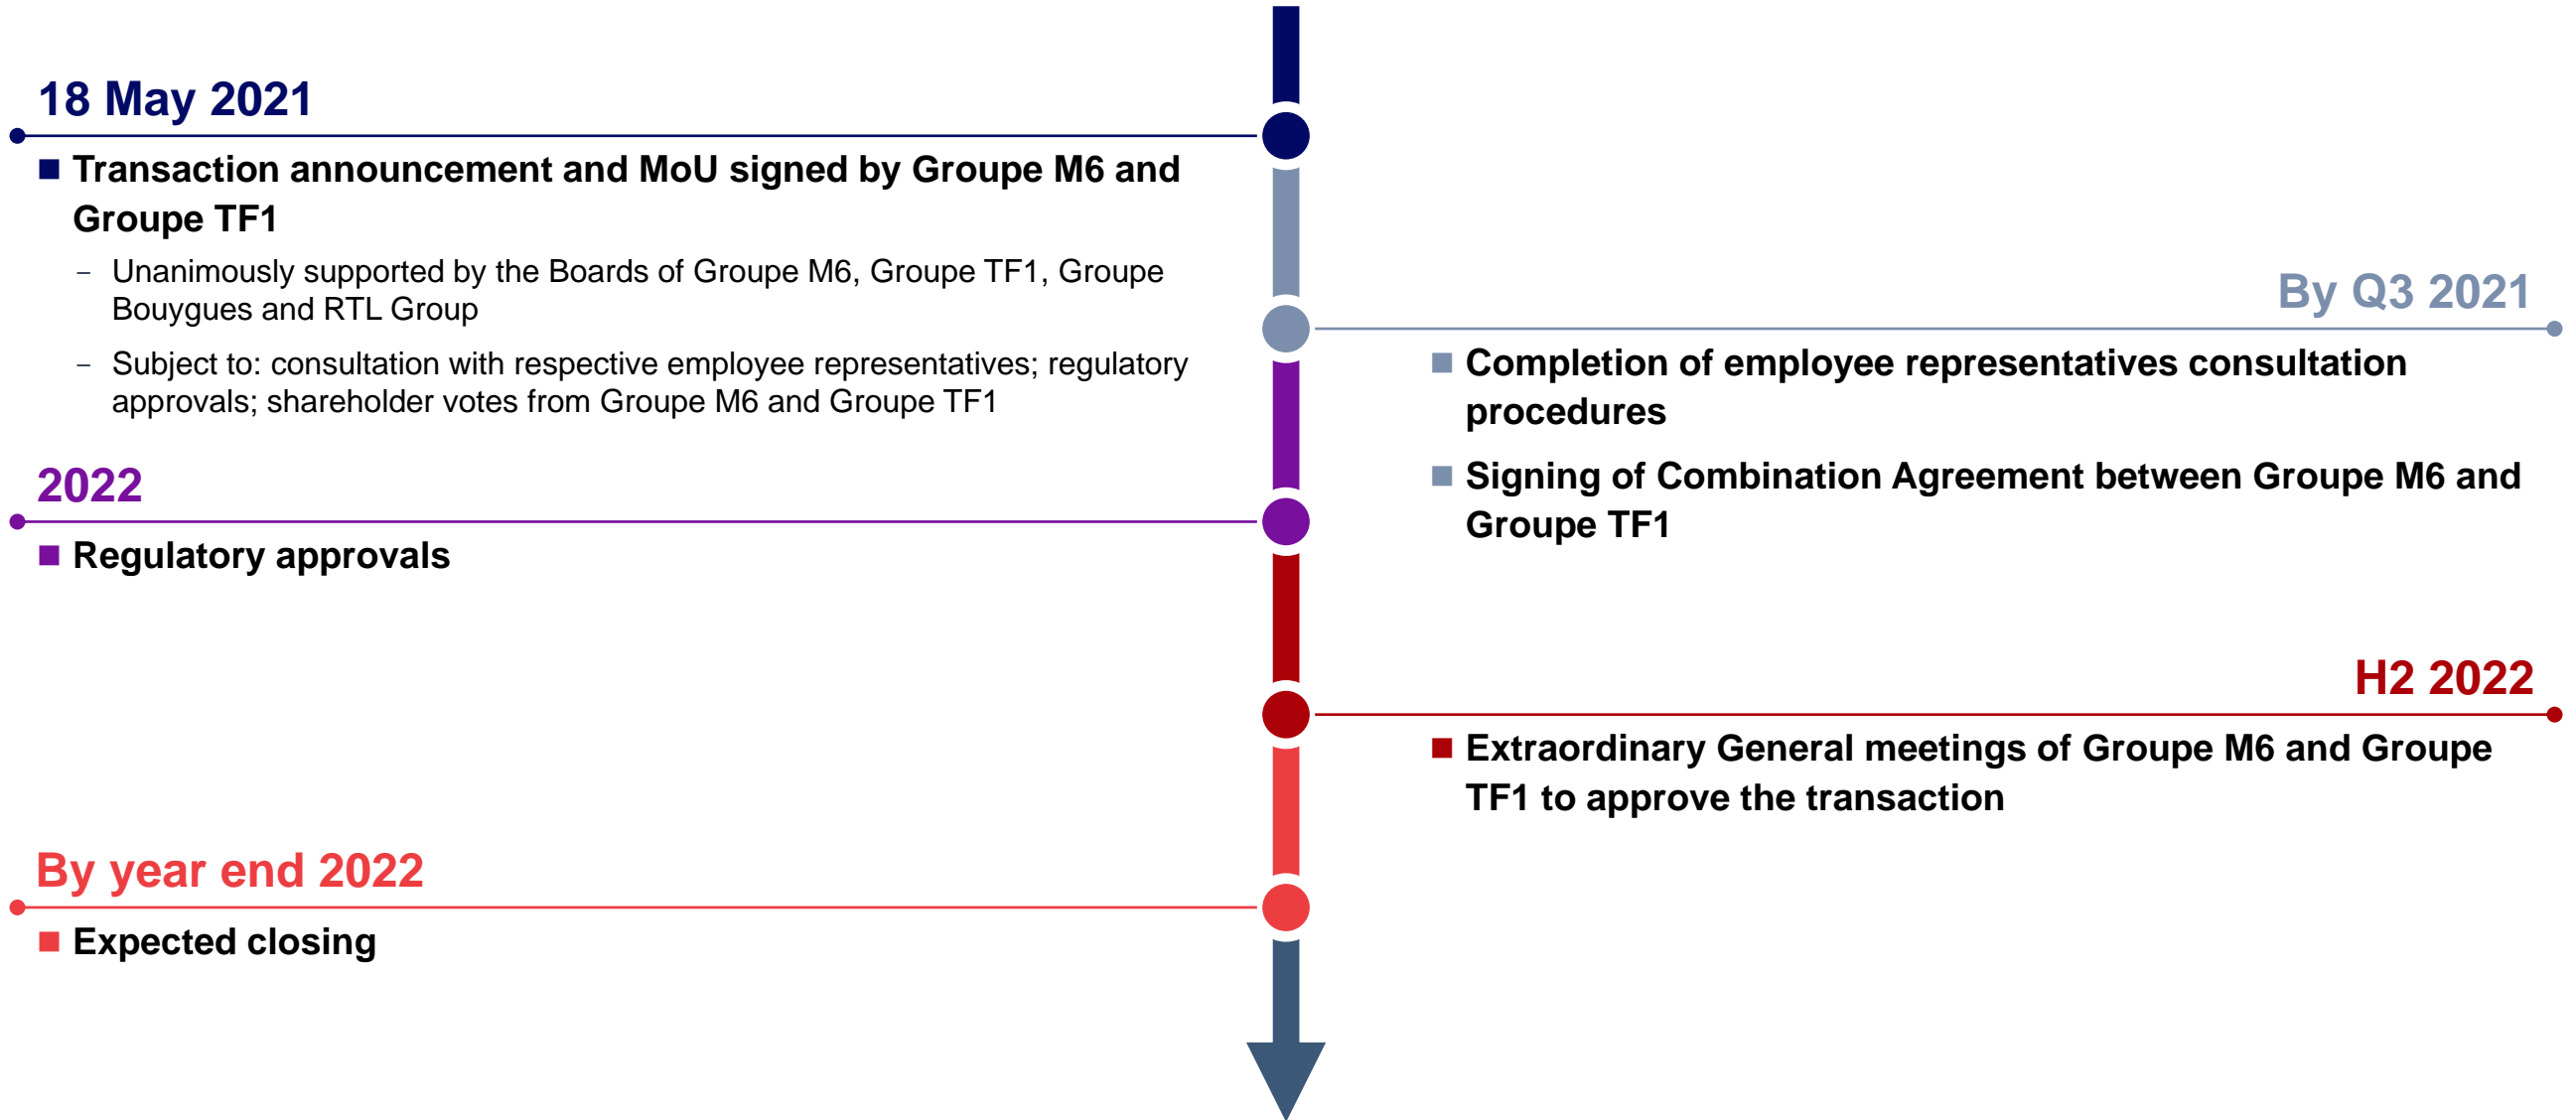 18 May 2021
Transaction announcement and MoU signed by Groupe M6 and
Groupe TF1
– Unanimously supported by the Boards of Groupe M6, Groupe TF1, Groupe
Bouygues and RTL Group
– Subject to: consultation with respective employee representatives; regulatory
approvals; shareholder votes from Groupe M6 and Groupe TF1
By Q3 2021
Completion of employee representatives consultation
procedures
Signing of Combination Agreement between Groupe M6 and
Groupe TF1
2022
Regulatory approvals
H2 2022
Extraordinary General meetings of Groupe M6 and Groupe
TF1 to approve the transaction
By year end 2022
Expected closing